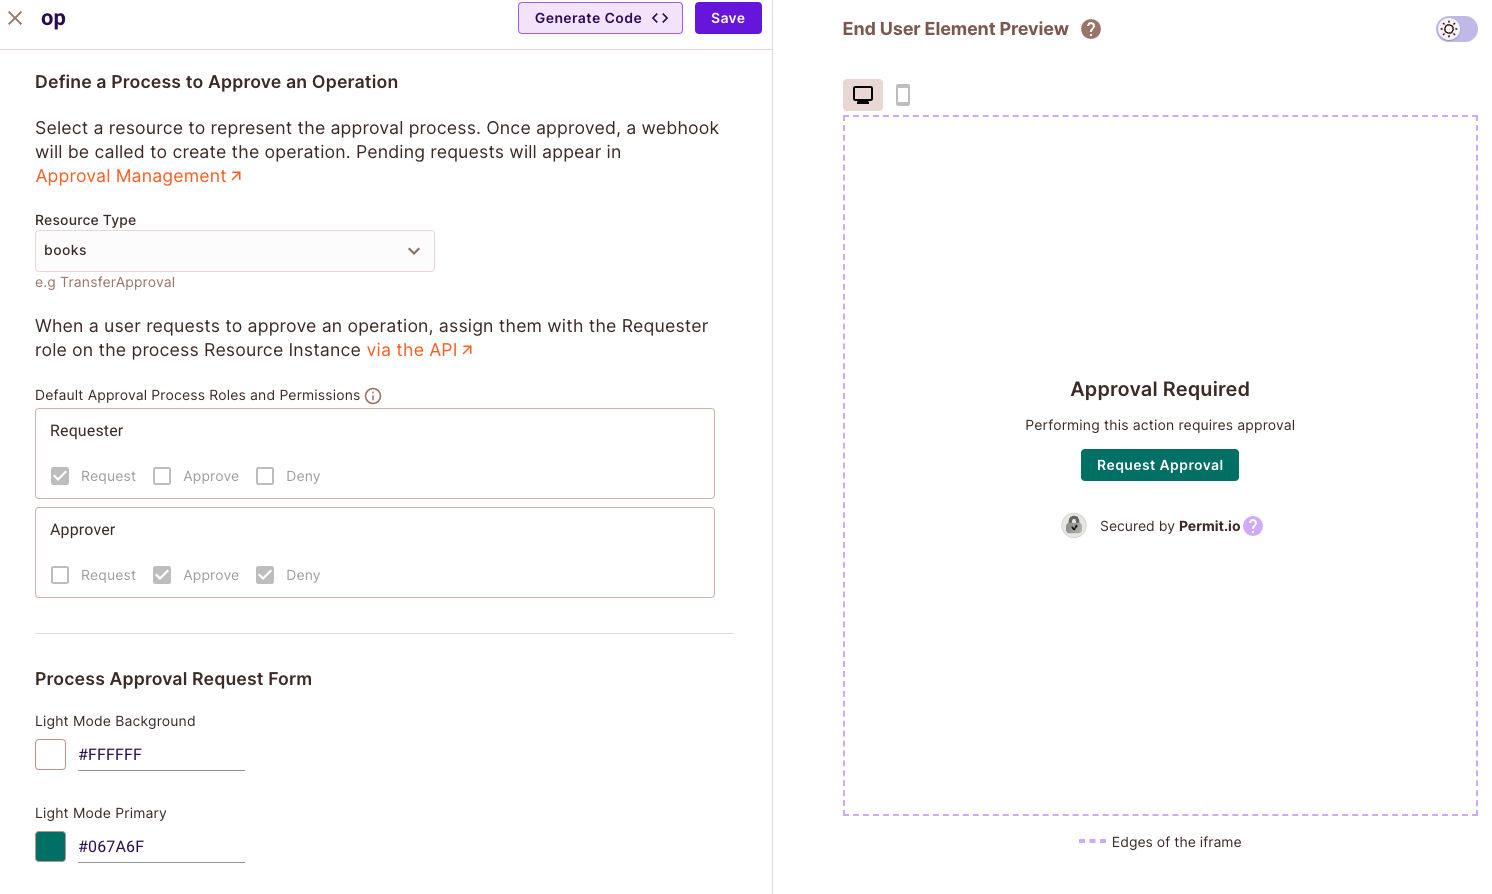 op
Generate Code <>
Save
Define a Process to Approve an Operation
Select a resource to represent the approval process. Once approved, a webhook
will be called to create the operation. Pending requests will appear in
Approval Management
Resource Type
books
e.g TransferApproval
When a user requests to approve an operation, assign them with the Requester
role on the process Resource Instance via the API
Default Approval Process Roles and Permissions
Requester
Request Approve Deny
Approver
Request Approve Deny
Process Approval Request Form
Light Mode Background
#FFFFFF
Light Mode Primary
#067A6F
End User Element Preview ?
Approval Required
Performing this action requires approval
Request Approval
Secured by Permit.io ?
Edges of the iframe